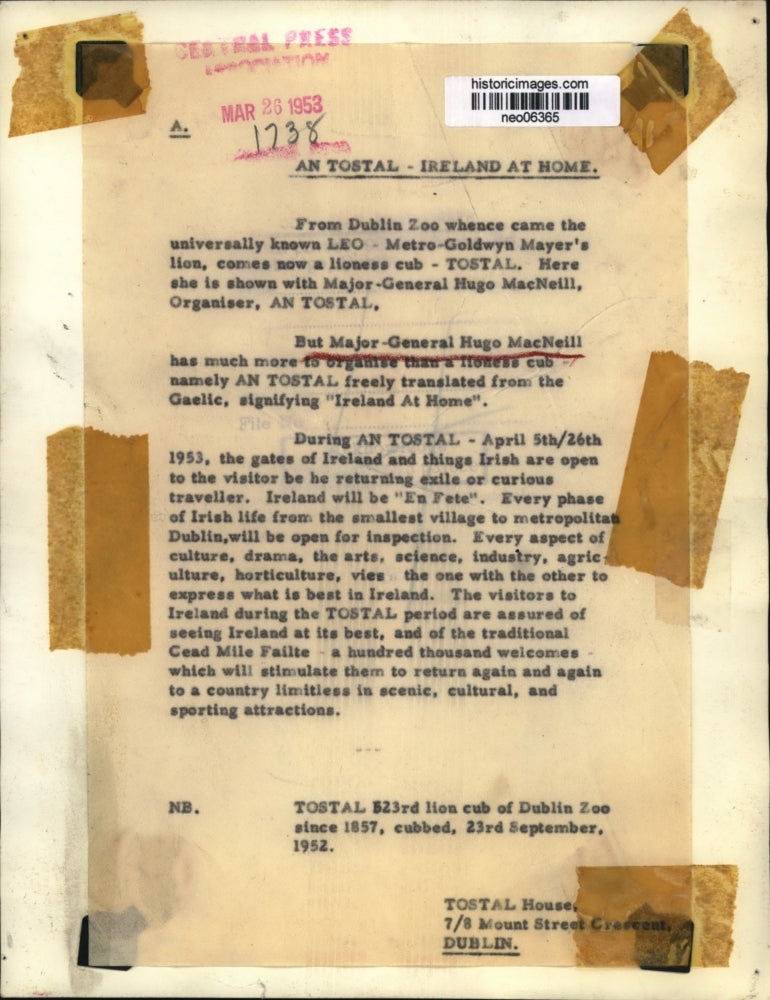 CENTRAL PRESS
ASSOCIATION
historicimages.com
neo06365
MAR 26 1953
A.
1738
AN TOSTAL - IRELAND AT HOME.
From Dublin Zoo whence came the
universally known LEO - Metro-Goldwyn Mayer's
lion, comes now a lioness cub - TOSTAL. Here
she is shown with Major-General Hugo MacNeill,
Organiser, AN TOSTAL,
But Major-General Hugo MacNeill
has much more to organise than a lioness cub -
namely AN TOSTAL freely translated from the
Gaelic, signifying "Ireland At Home".
File No
During AN TOSTAL - April 5th/26th
1953, the gates of Ireland and things Irish are open
to the visitor be he returning exile or curious
traveller. Ireland will be "En Fete". Every phase
of Irish life from the smallest village to metropolitan
Dublin,will be open for inspection. Every aspect of
culture, drama, the arts, science, industry, agric-
ulture, horticulture, vies the one with the other to
express what is best in Ireland. The visitors to
Ireland during the TOSTAL period are assured of
seeing Ireland at its best, and of the traditional
Cead Mile Failte - a hundred thousand welcomes -
which will stimulate them to return again and again
to a country limitless in scenic, cultural, and
sporting attractions.
---
NB. TOSTAL 523rd lion cub of Dublin Zoo
since 1857, cubbed, 23rd September,
1952.
TOSTAL House,
7/8 Mount Street Crescent,
DUBLIN.